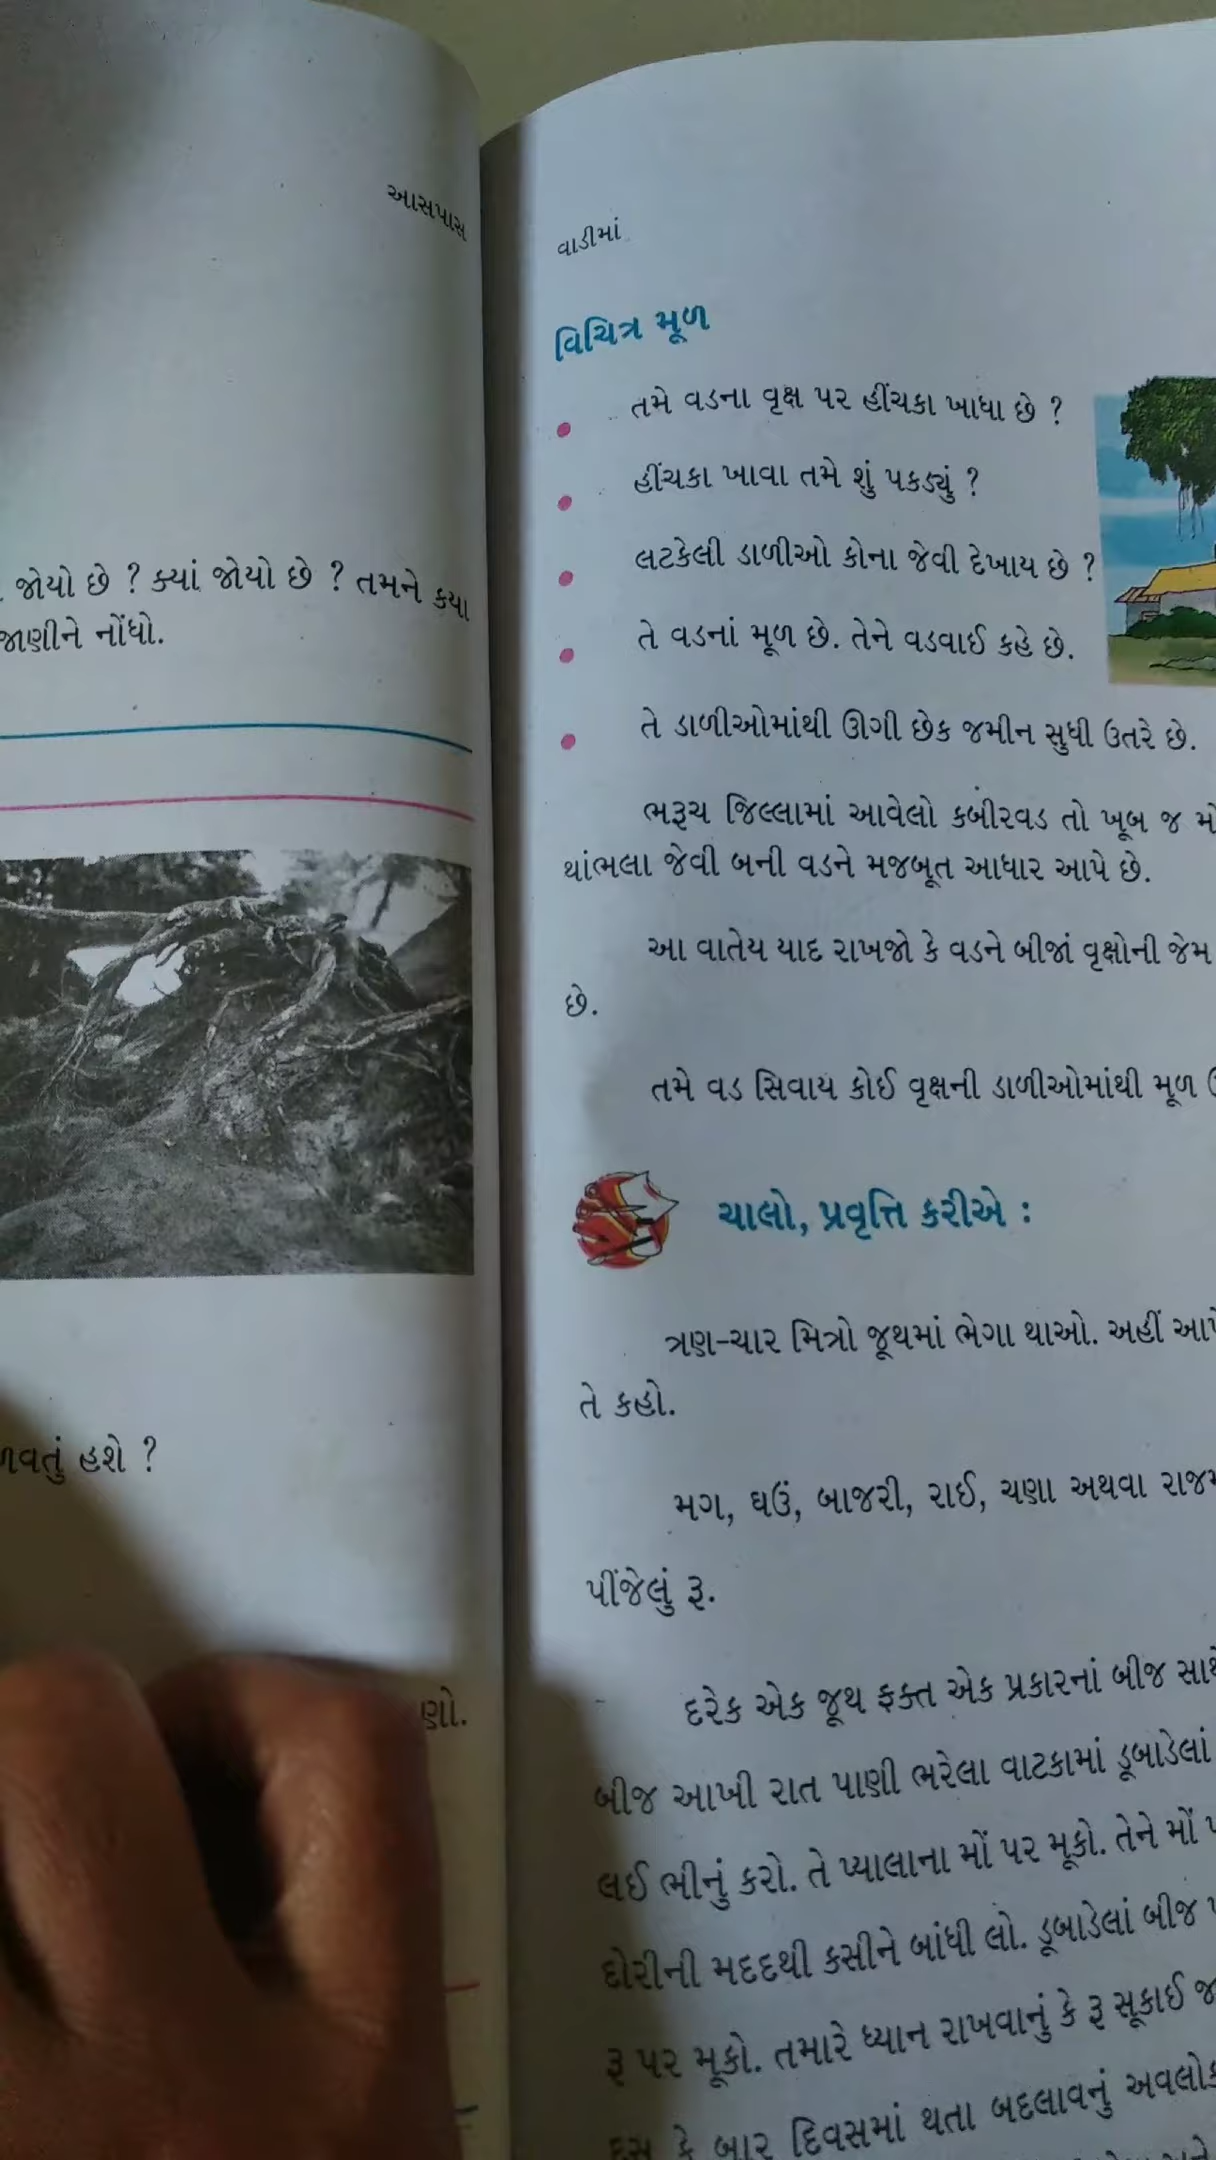 આસપાસ
જોયો છે ? ક્યાં જોયો છે ? તમને કયા
જાણીને નોંધો.
હશે ?
વાડીમાં
વિચિત્ર મૂળ
તમે વડના વૃક્ષ પર હીંચકા ખાધા છે ?
હીંચકા ખાવા તમે શું પકડ્યું ?
લટકેલી ડાળીઓ કોના જેવી દેખાય છે ?
તે વડનાં મૂળ છે. તેને વડવાઈ કહે છે.
તે ડાળીઓમાંથી ઊગી છેક જમીન સુધી ઉતરે છે.
ભરૂચ જિલ્લામાં આવેલો કબીરવડ તો ખૂબ જ
થાંભલા જેવી બની વડને મજબૂત આધાર આપે છે.
આ વાતેય યાદ રાખજો કે વડને બીજાં વૃક્ષોની જેમ
છે.
તમે વડ સિવાય કોઈ વૃક્ષની ડાળીઓમાંથી મૂળ
ચાલો, પ્રવૃત્તિ કરીએ :
ત્રણ-ચાર મિત્રો જૂથમાં ભેગા થાઓ. અહીં
તે કહો.
મગ, ઘઉં, બાજરી, રાઈ, ચણા અથવા
પીંજેલું રૂ.
દરેક એક જૂથ ફક્ત એક પ્રકારનાં બીજ
બીજ આખી રાત પાણી ભરેલા વાટકામાં ડૂબાડેલાં
લઈ ભીનું કરો. તે પ્યાલાના મોં પર મૂકો. તેને મોં
દોરીની મદદથી કસીને બાંધી લો. ડૂબાડેલાં બીજ
રૂ પર મૂકો. તમારે ધ્યાન રાખવાનું કે રૂ સૂકાઈ
દસ કે બાર દિવસમાં થતા બદલાવનું